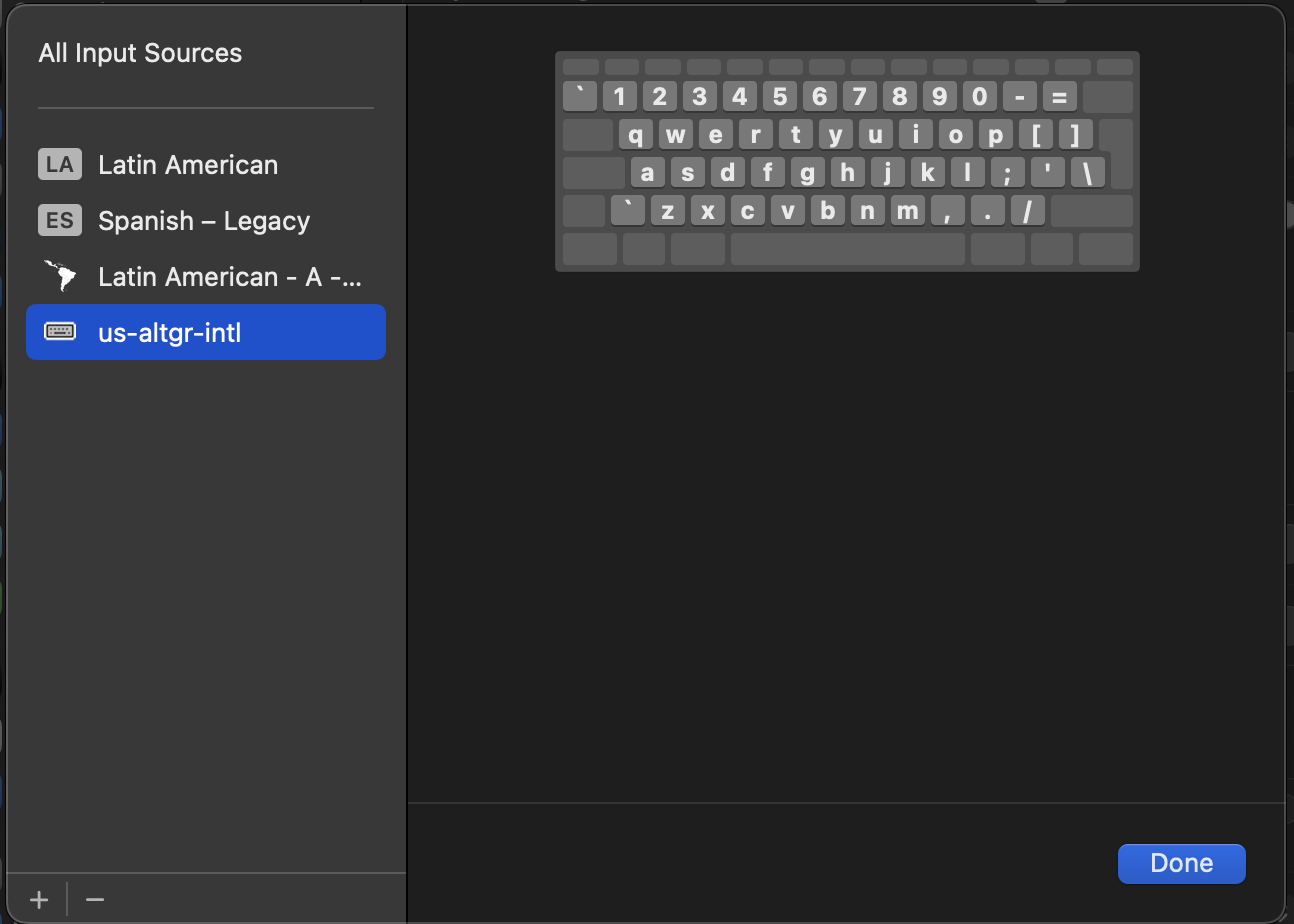 All Input Sources
LA Latin American
ES Spanish – Legacy
Latin American - A -...
us-altgr-intl
` 1 2 3 4 5 6 7 8 9 0 - =
q w e r t y u i o p [ ]
a s d f g h j k l ; ' \
` z x c v b n m , . /
Done
+ −